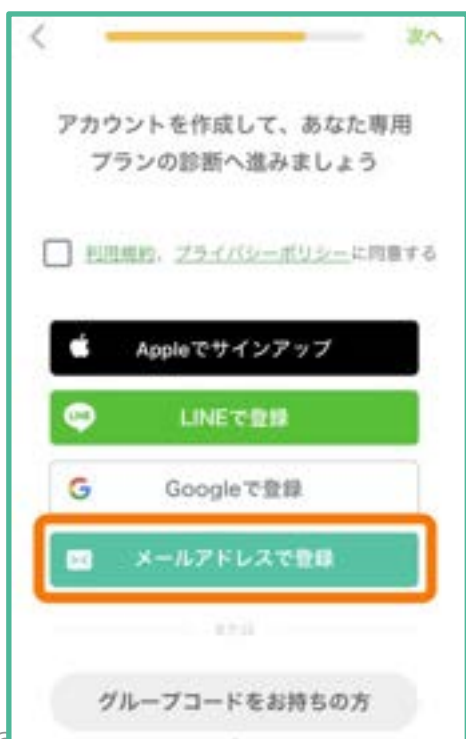 次へ
アカウントを作成して、あなた専用
プランの診断へ進みましょう
利用規約、プライバシーポリシーに同意する
Appleでサインアップ
LINEで登録
Googleで登録
メールアドレスで登録
または
グループコードをお持ちの方